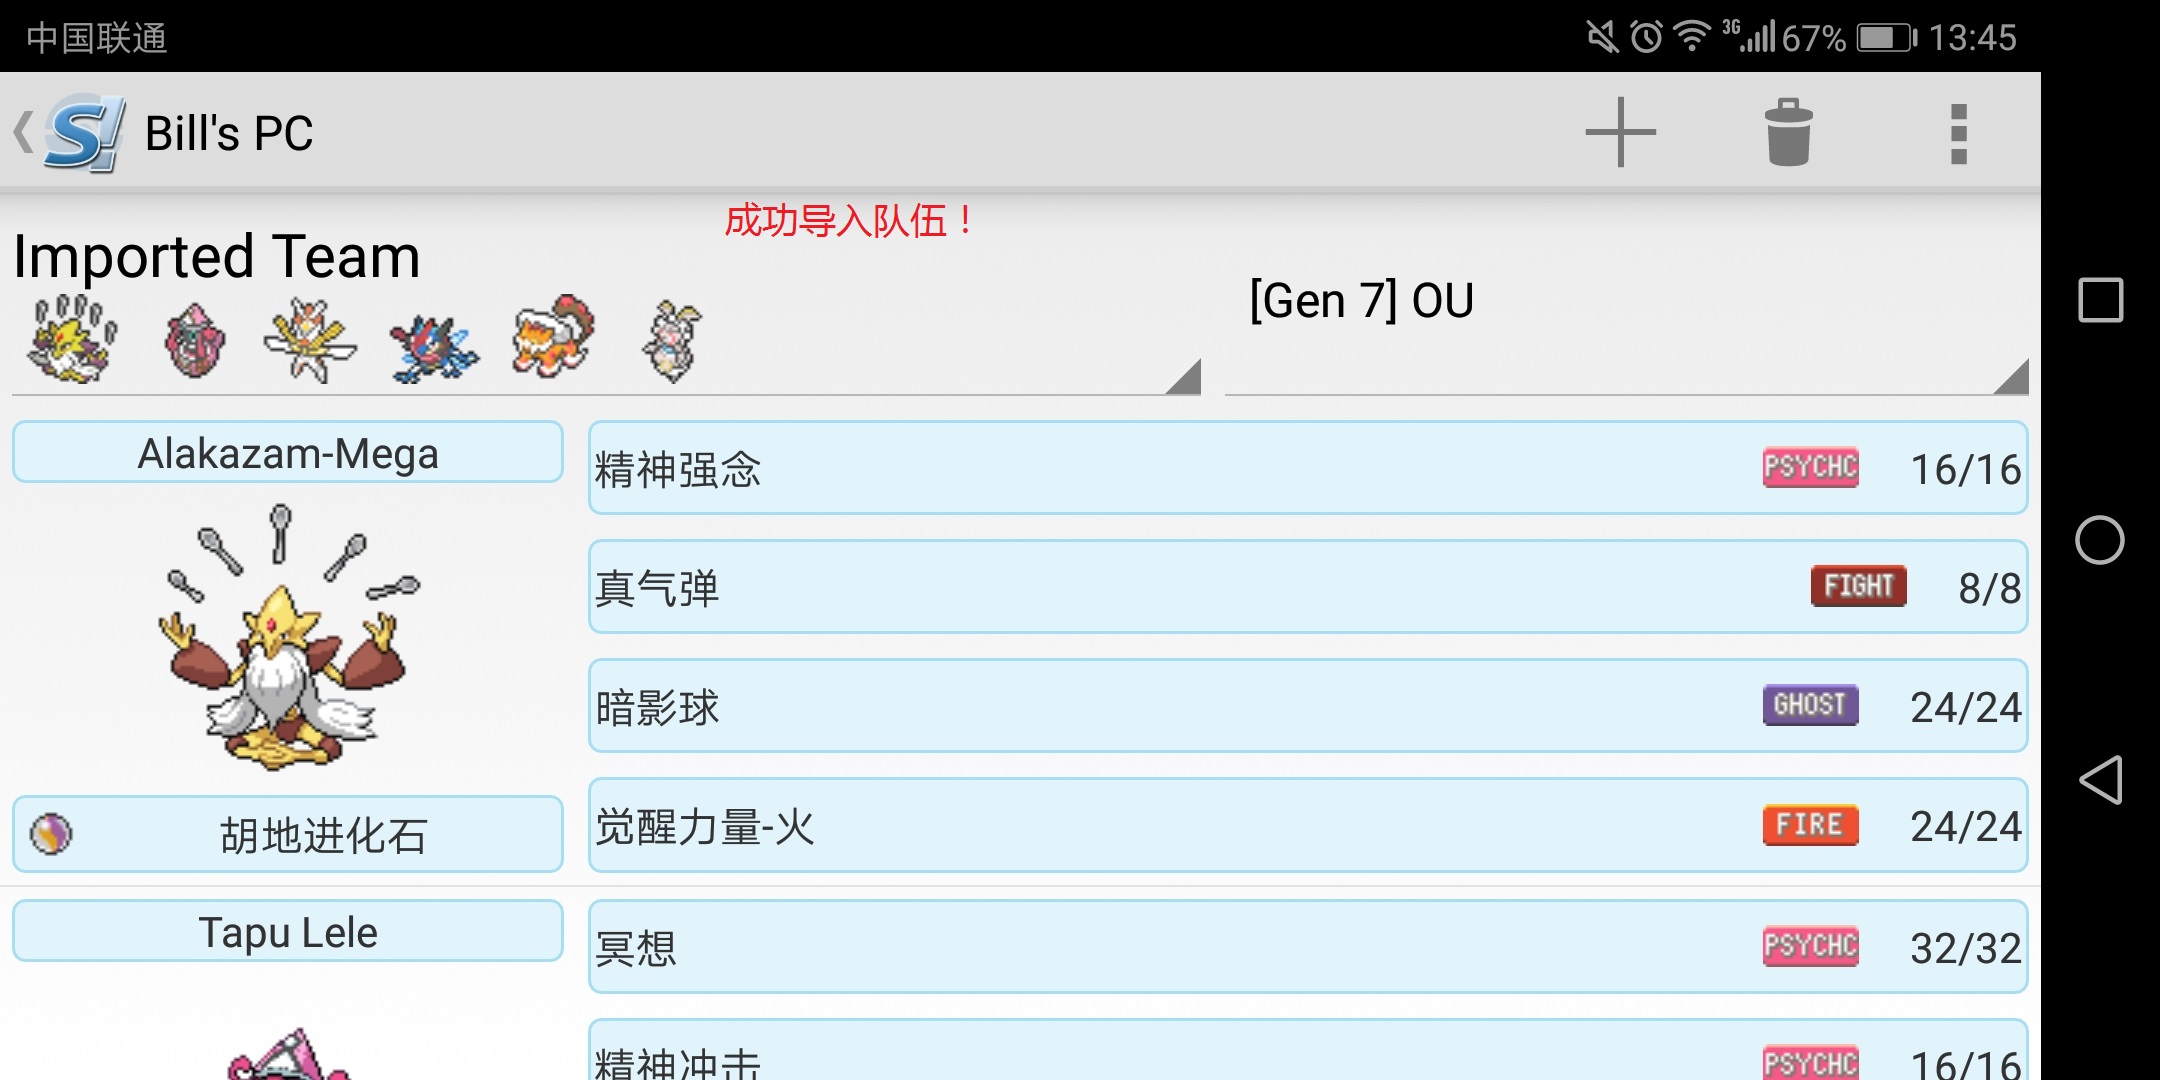 中国联通
3G 67% 13:45
S! Bill's PC
成功导入队伍！
Imported Team
[Gen 7] OU
Alakazam-Mega
精神强念 PSYCHC 16/16
真气弹 FIGHT 8/8
暗影球 GHOST 24/24
胡地进化石
觉醒力量-火 FIRE 24/24
Tapu Lele
冥想 PSYCHC 32/32
精神冲击 PSYCHC 16/16